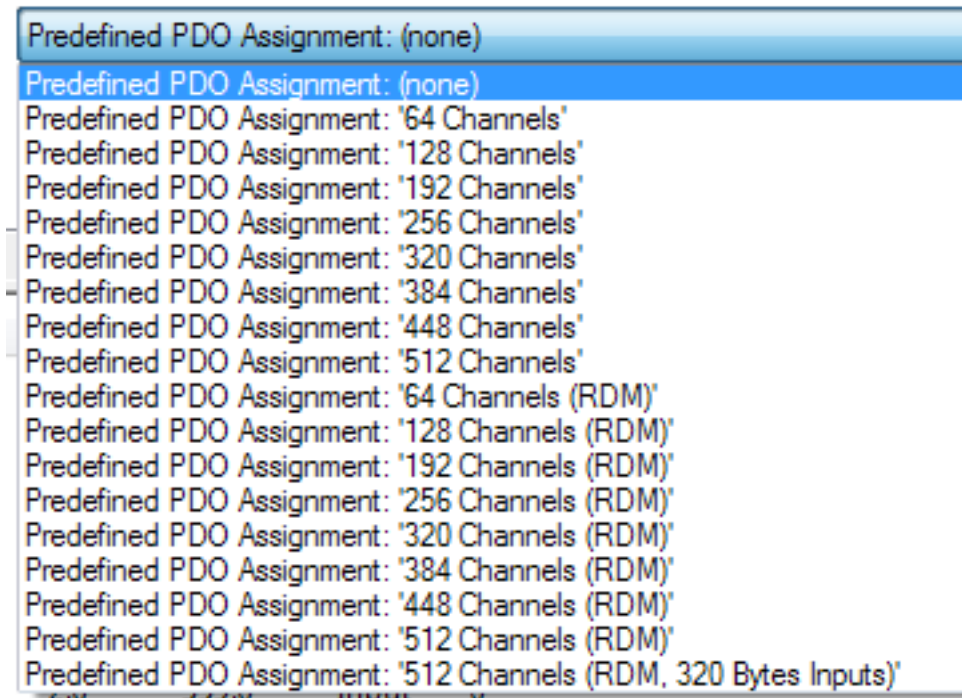 Predefined PDO Assignment: (none)
Predefined PDO Assignment: (none)
Predefined PDO Assignment: '64 Channels'
Predefined PDO Assignment: '128 Channels'
Predefined PDO Assignment: '192 Channels'
Predefined PDO Assignment: '256 Channels'
Predefined PDO Assignment: '320 Channels'
Predefined PDO Assignment: '384 Channels'
Predefined PDO Assignment: '448 Channels'
Predefined PDO Assignment: '512 Channels'
Predefined PDO Assignment: '64 Channels (RDM)'
Predefined PDO Assignment: '128 Channels (RDM)'
Predefined PDO Assignment: '192 Channels (RDM)'
Predefined PDO Assignment: '256 Channels (RDM)'
Predefined PDO Assignment: '320 Channels (RDM)'
Predefined PDO Assignment: '384 Channels (RDM)'
Predefined PDO Assignment: '448 Channels (RDM)'
Predefined PDO Assignment: '512 Channels (RDM)'
Predefined PDO Assignment: '512 Channels (RDM, 320 Bytes Inputs)'